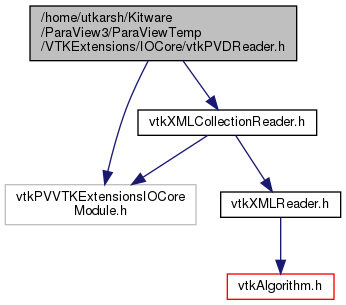 /home/utkarsh/Kitware
/ParaView3/ParaViewTemp
/VTKExtensions/IOCore/vtkPVDReader.h
vtkXMLCollectionReader.h
vtkPVVTKExtensionsIOCore
Module.h
vtkXMLReader.h
vtkAlgorithm.h